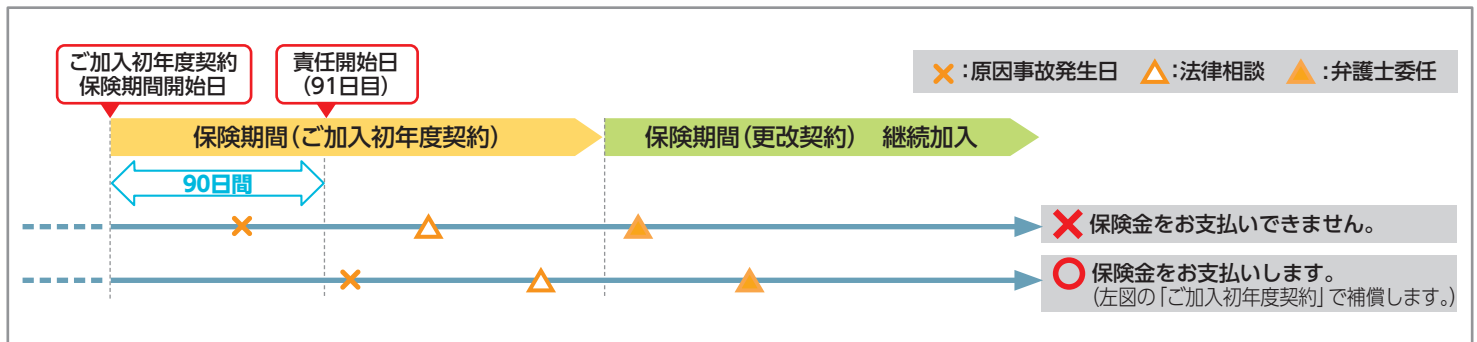 ご加入初年度契約
保険期間開始日
責任開始日
(91日目)
:原因事故発生日 :法律相談 :弁護士委任
保険期間(ご加入初年度契約)
保険期間(更改契約) 継続加入
90日間
保険金をお支払いできません。
保険金をお支払いします。
(左図の「ご加入初年度契約」で補償します。)